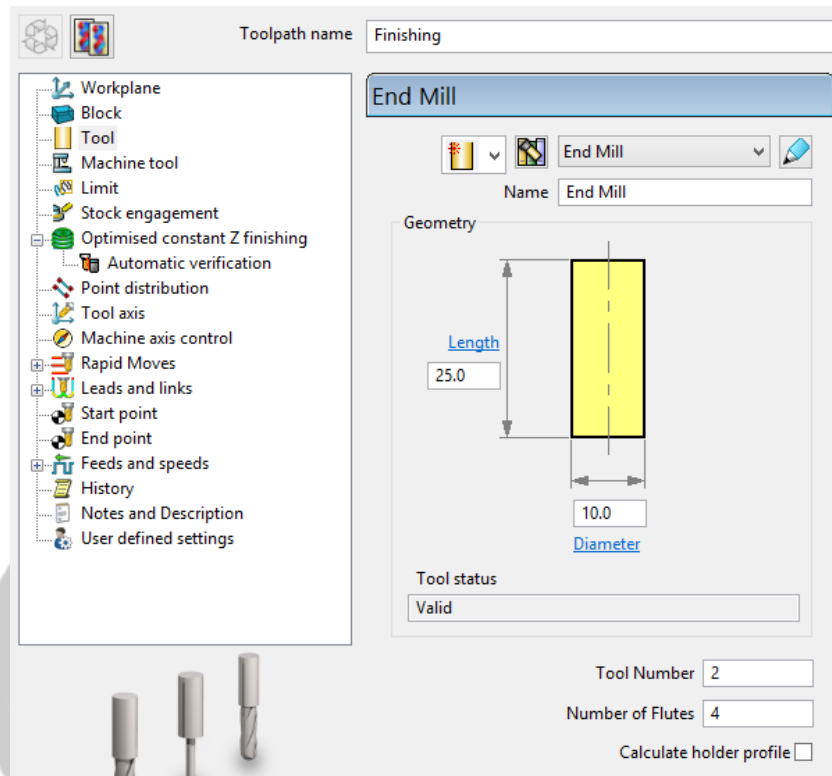 Toolpath name Finishing
Workplane
Block
Tool
Machine tool
Limit
Stock engagement
Optimised constant Z finishing
Automatic verification
Point distribution
Tool axis
Machine axis control
Rapid Moves
Leads and links
Start point
End point
Feeds and speeds
History
Notes and Description
User defined settings
End Mill
End Mill
Name End Mill
Geometry
Length
25.0
10.0
Diameter
Tool status
Valid
Tool Number 2
Number of Flutes 4
Calculate holder profile